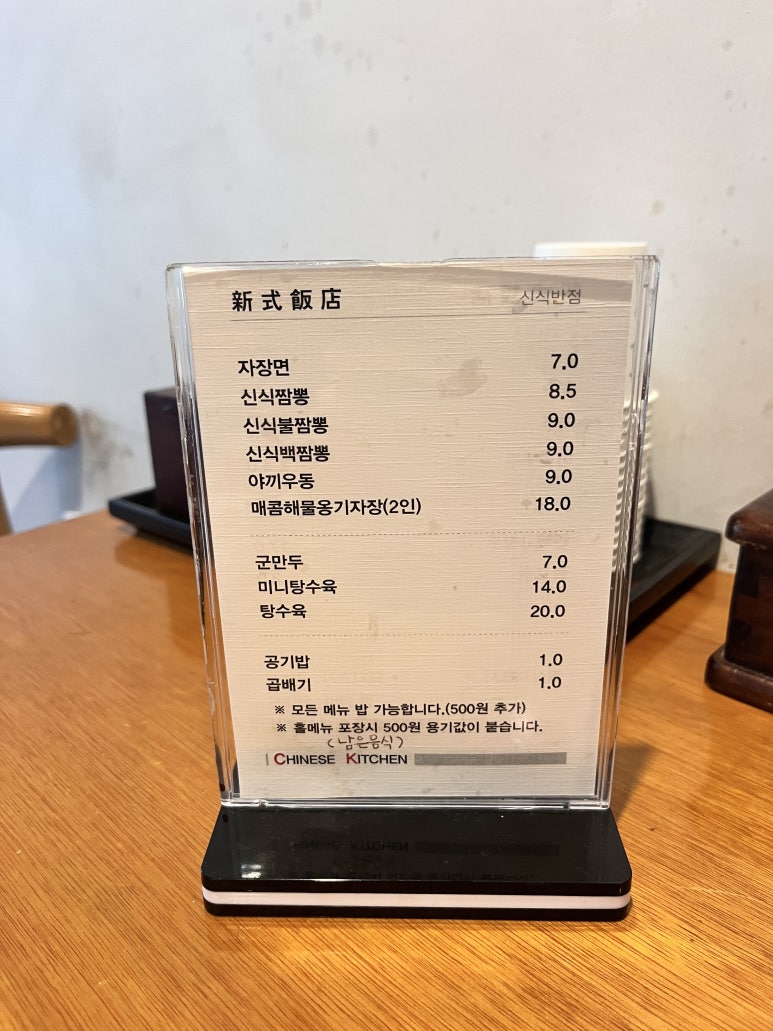 新式飯店 신식반점
자장면 7.0
신식짬뽕 8.5
신식불짬뽕 9.0
신식백짬뽕 9.0
야끼우동 9.0
매콤해물옹기자장(2인) 18.0
군만두 7.0
미니탕수육 14.0
탕수육 20.0
공기밥 1.0
곱배기 1.0
※ 모든 메뉴 밥 가능합니다.(500원 추가)
※ 홀메뉴 포장시 500원 용기값이 붙습니다.
(남은음식)
CHINESE KITCHEN